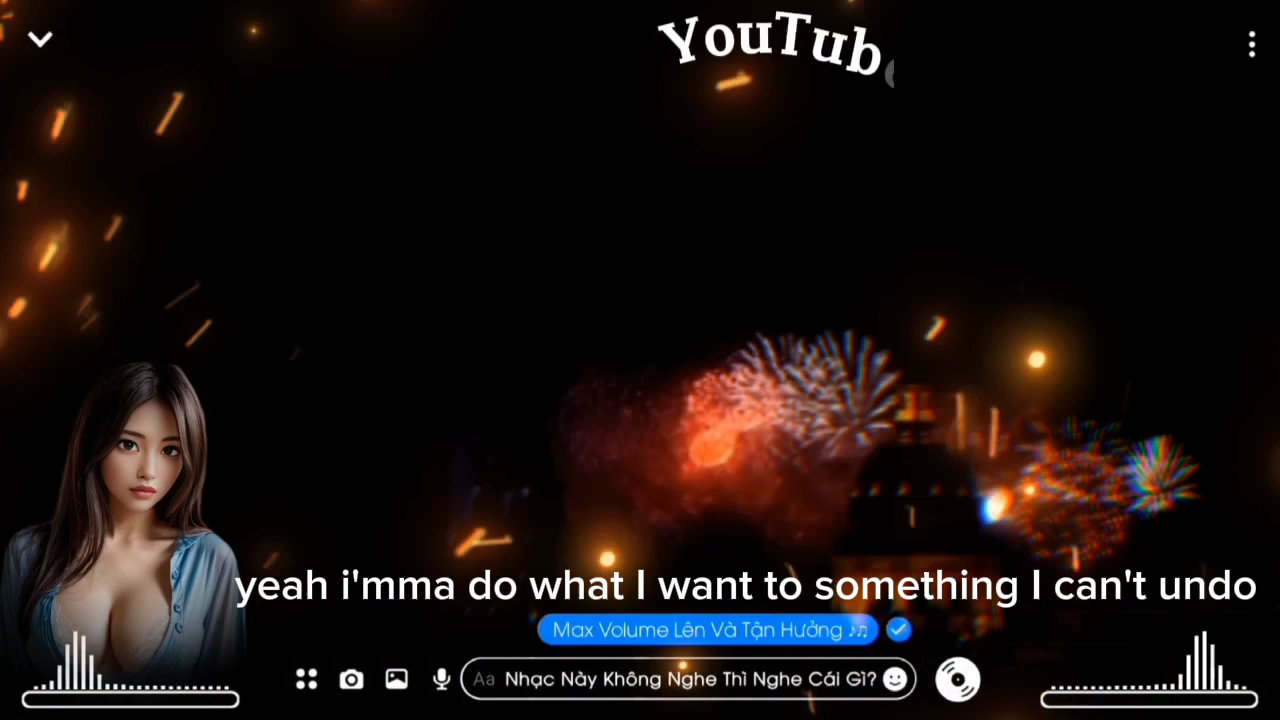 YouTub
yeah i'mma do what I want to something I can't undo
Max Volume Lên Và Tận Hưởng ♪♫
Aa Nhạc Này Không Nghe Thì Nghe Cái Gì?